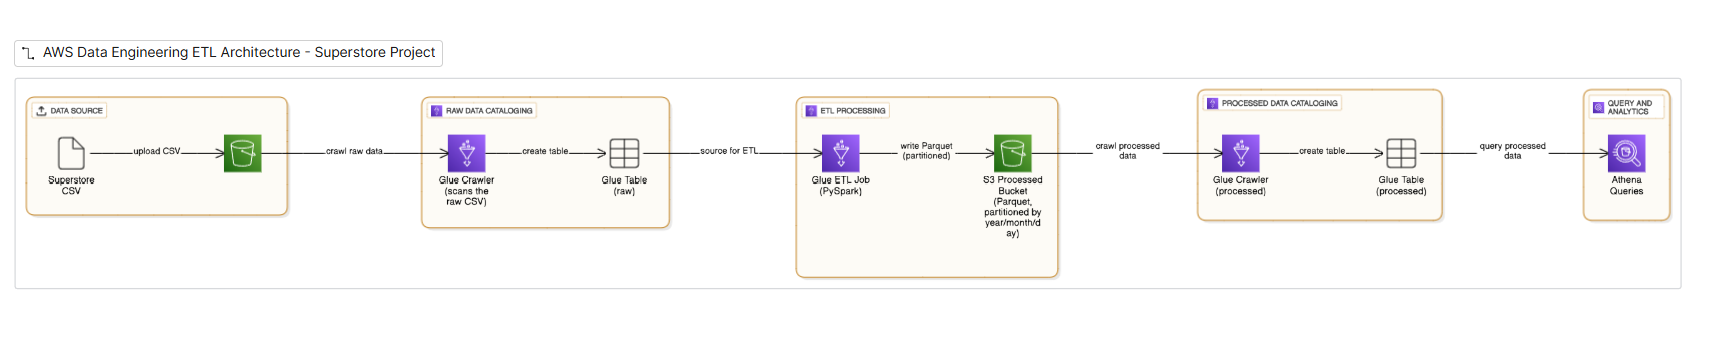 AWS Data Engineering ETL Architecture - Superstore Project
DATA SOURCE
upload CSV
Superstore
CSV
crawl raw data
RAW DATA CATALOGING
Glue Crawler
(scans the
raw CSV)
create table
Glue Table
(raw)
source for ETL
ETL PROCESSING
Glue ETL Job
(PySpark)
write Parquet
(partitioned)
S3 Processed
Bucket
(Parquet,
partitioned by
year/month/d
ay)
crawl processed
data
PROCESSED DATA CATALOGING
Glue Crawler
(processed)
create table
Glue Table
(processed)
query processed
data
QUERY AND
ANALYTICS
Athena
Queries